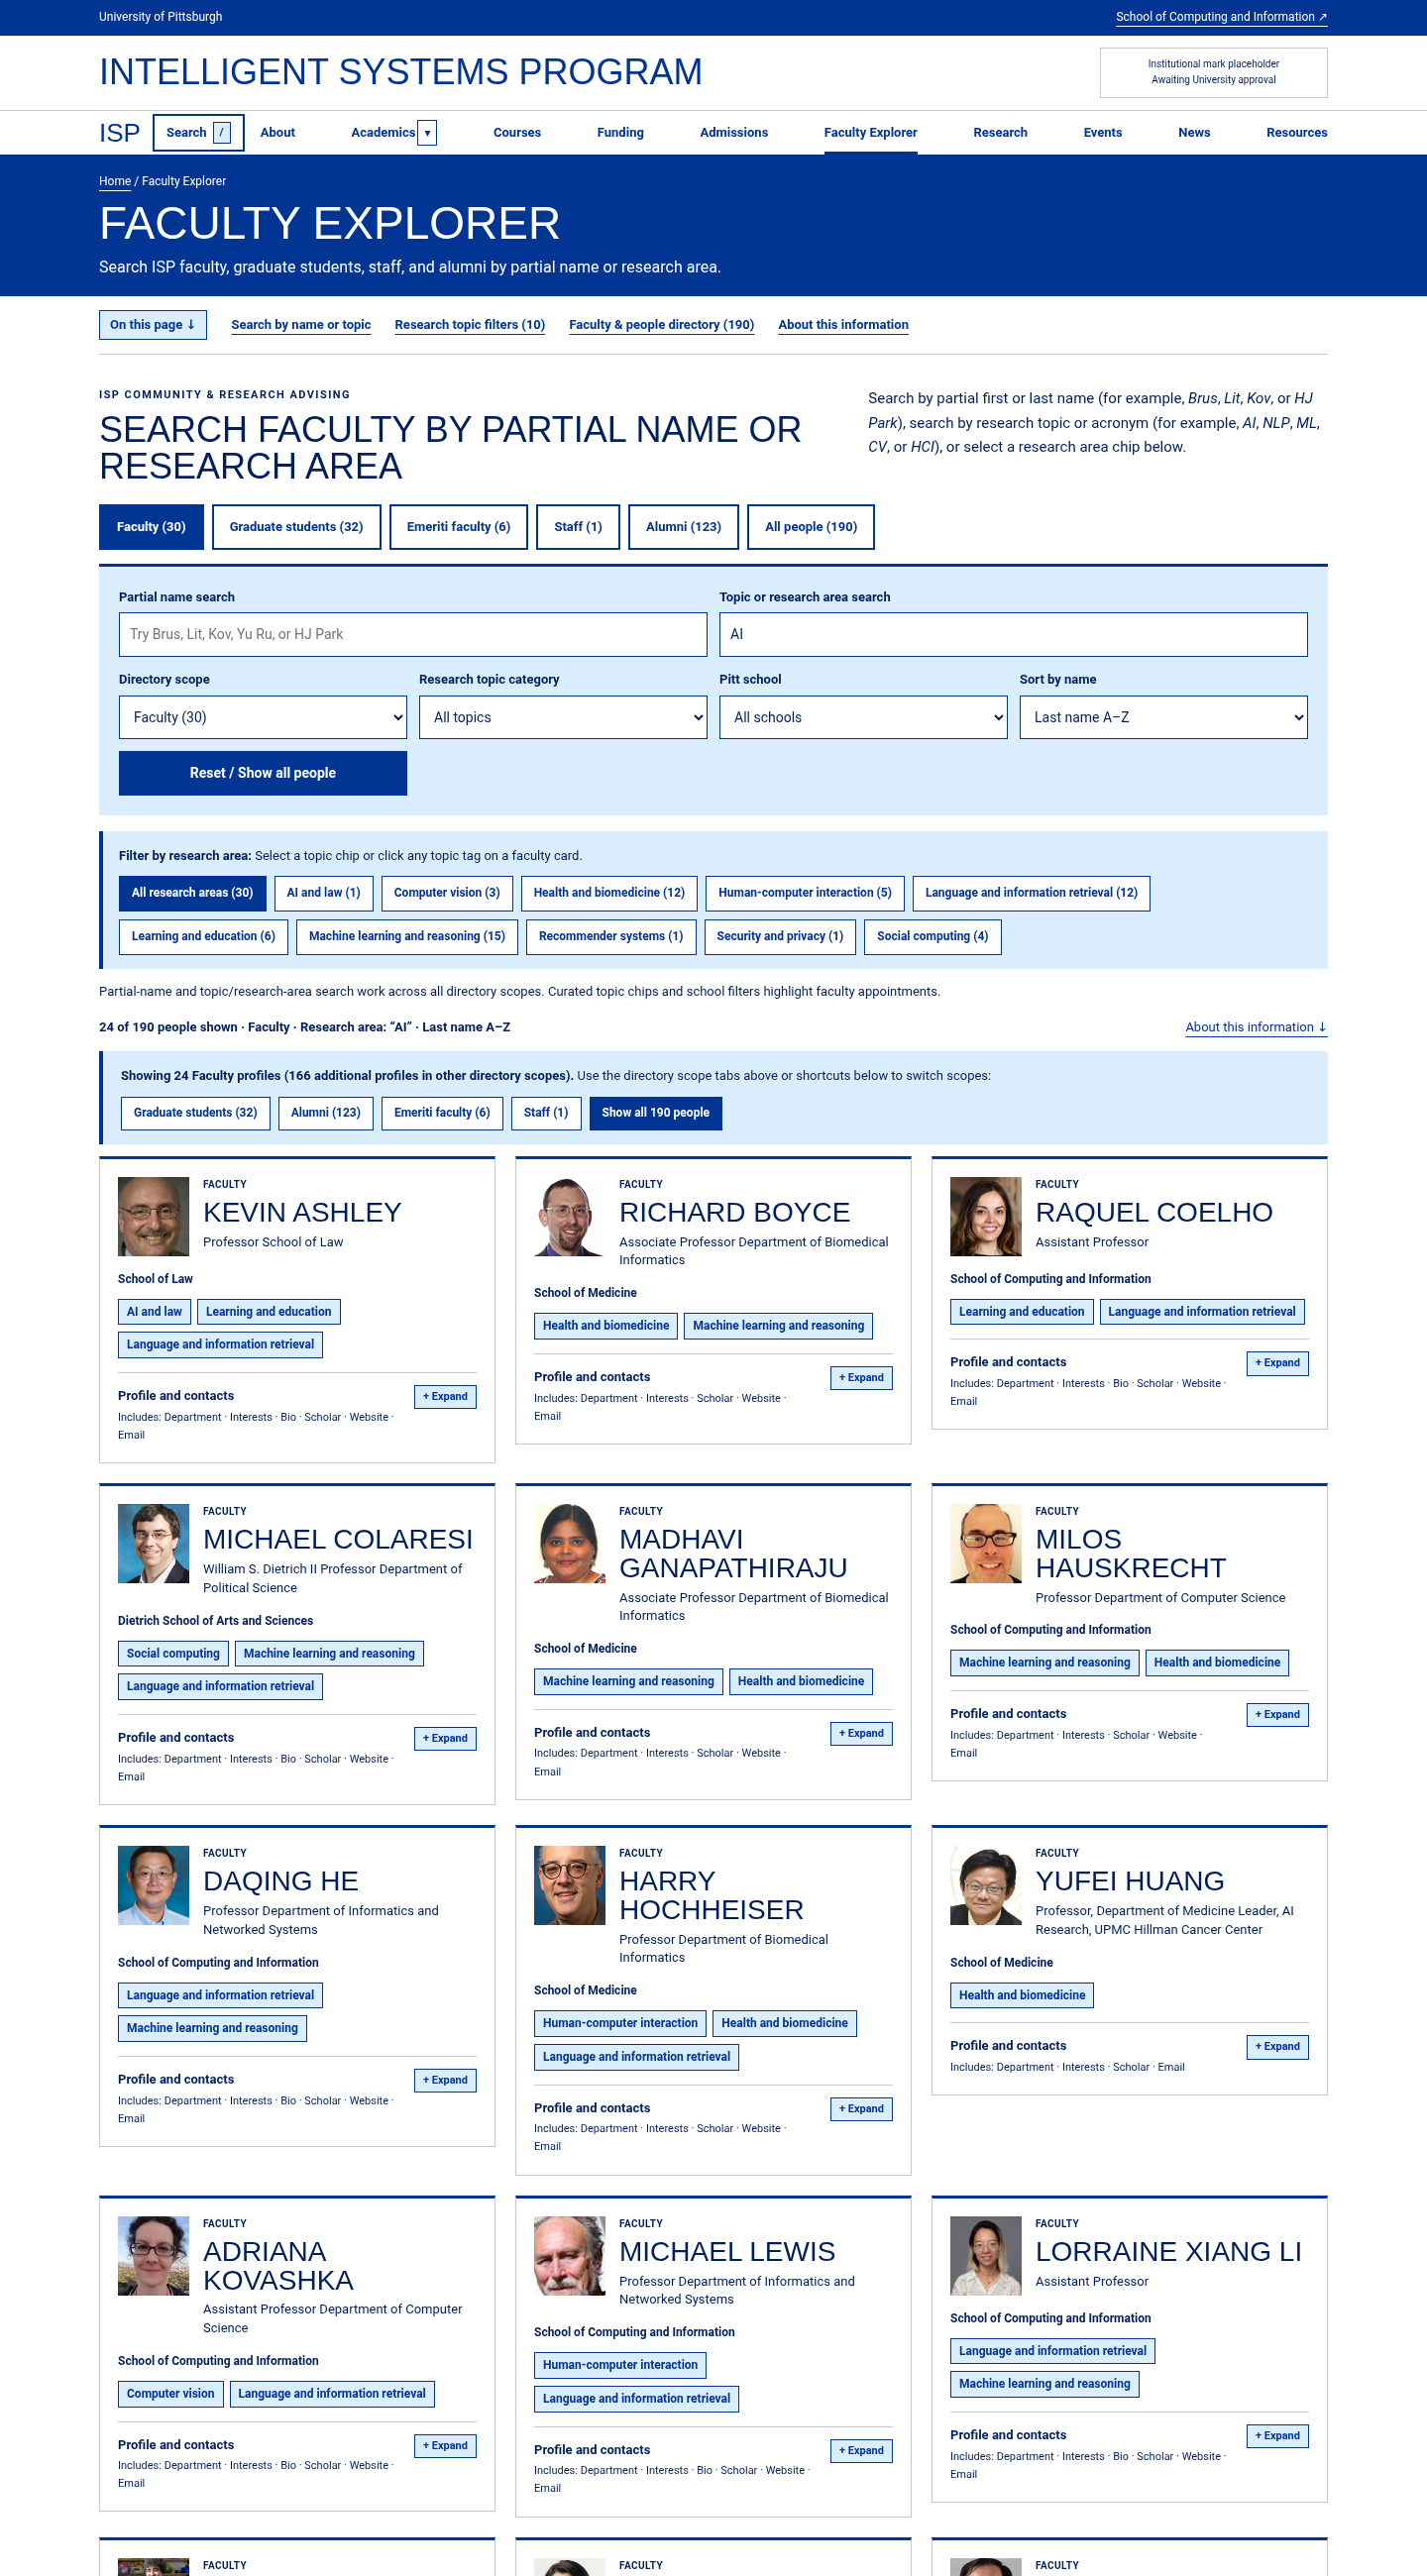 University of Pittsburgh
School of Computing and Information ↗
INTELLIGENT SYSTEMS PROGRAM
Institutional mark placeholder
Awaiting University approval
ISP Search / About Academics ▾ Courses Funding Admissions Faculty Explorer Research Events News Resources
Home / Faculty Explorer
FACULTY EXPLORER
Search ISP faculty, graduate students, staff, and alumni by partial name or research area.
On this page ↓ Search by name or topic Research topic filters (10) Faculty & people directory (190) About this information
ISP COMMUNITY & RESEARCH ADVISING
SEARCH FACULTY BY PARTIAL NAME OR
RESEARCH AREA
Search by partial first or last name (for example, Brus, Lit, Kov, or HJ
Park), search by research topic or acronym (for example, AI, NLP, ML,
CV, or HCI), or select a research area chip below.
Faculty (30) Graduate students (32) Emeriti faculty (6) Staff (1) Alumni (123) All people (190)
Partial name search Topic or research area search
Try Brus, Lit, Kov, Yu Ru, or HJ Park AI
Directory scope Research topic category Pitt school Sort by name
Faculty (30) All topics All schools Last name A–Z
Reset / Show all people
Filter by research area: Select a topic chip or click any topic tag on a faculty card.
All research areas (30) AI and law (1) Computer vision (3) Health and biomedicine (12) Human-computer interaction (5) Language and information retrieval (12)
Learning and education (6) Machine learning and reasoning (15) Recommender systems (1) Security and privacy (1) Social computing (4)
Partial-name and topic/research-area search work across all directory scopes. Curated topic chips and school filters highlight faculty appointments.
24 of 190 people shown · Faculty · Research area: “AI” · Last name A–Z About this information ↓
Showing 24 Faculty profiles (166 additional profiles in other directory scopes). Use the directory scope tabs above or shortcuts below to switch scopes:
Graduate students (32) Alumni (123) Emeriti faculty (6) Staff (1) Show all 190 people
FACULTY
KEVIN ASHLEY
Professor School of Law
School of Law
AI and law Learning and education
Language and information retrieval
Profile and contacts + Expand
Includes: Department · Interests · Bio · Scholar · Website ·
Email
FACULTY
RICHARD BOYCE
Associate Professor Department of Biomedical
Informatics
School of Medicine
Health and biomedicine Machine learning and reasoning
Profile and contacts + Expand
Includes: Department · Interests · Scholar · Website ·
Email
FACULTY
RAQUEL COELHO
Assistant Professor
School of Computing and Information
Learning and education Language and information retrieval
Profile and contacts + Expand
Includes: Department · Interests · Bio · Scholar · Website ·
Email
FACULTY
MICHAEL COLARESI
William S. Dietrich II Professor Department of
Political Science
Dietrich School of Arts and Sciences
Social computing Machine learning and reasoning
Language and information retrieval
Profile and contacts + Expand
Includes: Department · Interests · Bio · Scholar · Website ·
Email
FACULTY
MADHAVI
GANAPATHIRAJU
Associate Professor Department of Biomedical
Informatics
School of Medicine
Machine learning and reasoning Health and biomedicine
Profile and contacts + Expand
Includes: Department · Interests · Scholar · Website ·
Email
FACULTY
MILOS
HAUSKRECHT
Professor Department of Computer Science
School of Computing and Information
Machine learning and reasoning Health and biomedicine
Profile and contacts + Expand
Includes: Department · Interests · Scholar · Website ·
Email
FACULTY
DAQING HE
Professor Department of Informatics and
Networked Systems
School of Computing and Information
Language and information retrieval
Machine learning and reasoning
Profile and contacts + Expand
Includes: Department · Interests · Bio · Scholar · Website ·
Email
FACULTY
HARRY
HOCHHEISER
Professor Department of Biomedical
Informatics
School of Medicine
Human-computer interaction Health and biomedicine
Language and information retrieval
Profile and contacts + Expand
Includes: Department · Interests · Scholar · Website ·
Email
FACULTY
YUFEI HUANG
Professor, Department of Medicine Leader, AI
Research, UPMC Hillman Cancer Center
School of Medicine
Health and biomedicine
Profile and contacts + Expand
Includes: Department · Interests · Scholar · Email
FACULTY
ADRIANA
KOVASHKA
Assistant Professor Department of Computer
Science
School of Computing and Information
Computer vision Language and information retrieval
Profile and contacts + Expand
Includes: Department · Interests · Bio · Scholar · Website ·
Email
FACULTY
MICHAEL LEWIS
Professor Department of Informatics and
Networked Systems
School of Computing and Information
Human-computer interaction
Language and information retrieval
Profile and contacts + Expand
Includes: Department · Interests · Bio · Scholar · Website ·
Email
FACULTY
LORRAINE XIANG LI
Assistant Professor
School of Computing and Information
Language and information retrieval
Machine learning and reasoning
Profile and contacts + Expand
Includes: Department · Interests · Bio · Scholar · Website ·
Email
FACULTY
FACULTY
FACULTY